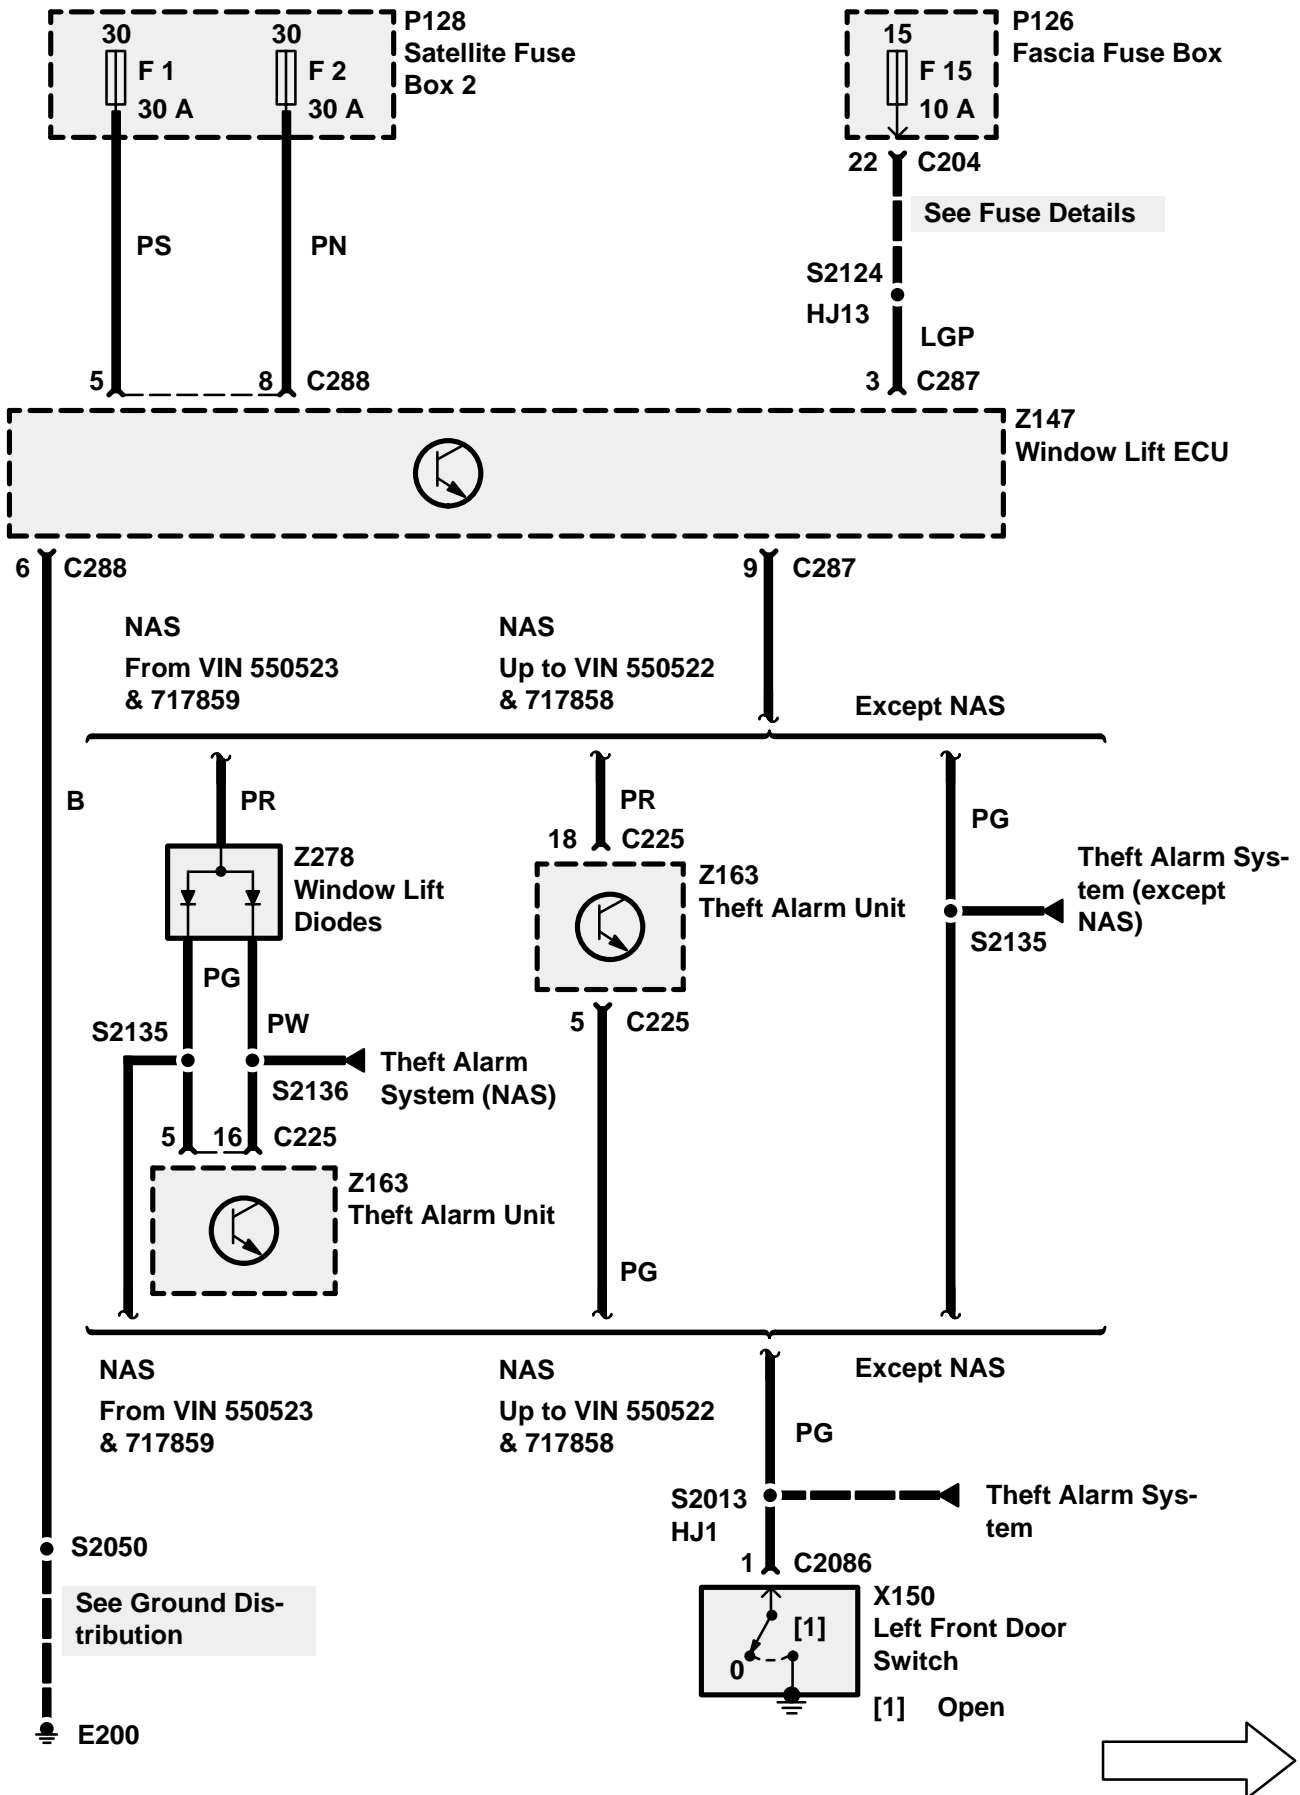 30
F 1
30 A
30
F 2
30 A
P128
Satellite Fuse
Box 2
15
F 15
10 A
P126
Fascia Fuse Box
22
C204
See Fuse Details
PS
PN
S2124
HJ13
LGP
5
8
C288
3
C287
Z147
Window Lift ECU
6
C288
9
C287
NAS
From VIN 550523
& 717859
NAS
Up to VIN 550522
& 717858
Except NAS
B
PR
PR
PG
18
C225
Z278
Window Lift
Diodes
Z163
Theft Alarm Unit
Theft Alarm Sys-
tem (except
NAS)
S2135
PG
PW
5
C225
S2135
S2136
Theft Alarm
System (NAS)
5
16
C225
Z163
Theft Alarm Unit
PG
NAS
From VIN 550523
& 717859
NAS
Up to VIN 550522
& 717858
Except NAS
PG
S2013
HJ1
Theft Alarm Sys-
tem
1
C2086
S2050
See Ground Dis-
tribution
E200
[1]
0
X150
Left Front Door
Switch
[1] Open